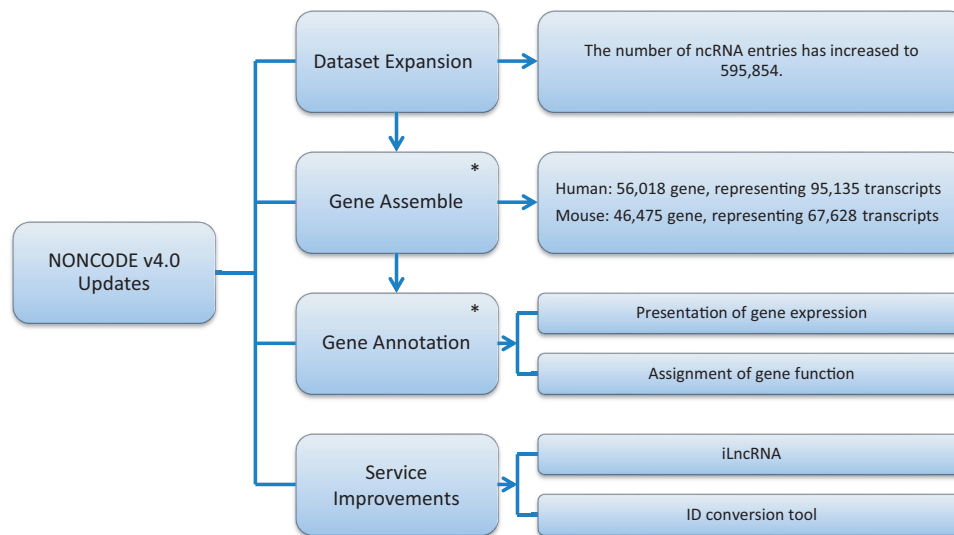 NONCODE v4.0
Updates
Dataset Expansion
The number of ncRNA entries has increased to
595,854.
*
Gene Assemble
Human: 56,018 gene, representing 95,135 transcripts
Mouse: 46,475 gene, representing 67,628 transcripts
*
Gene Annotation
Presentation of gene expression
Assignment of gene function
Service
Improvements
iLncRNA
ID conversion tool